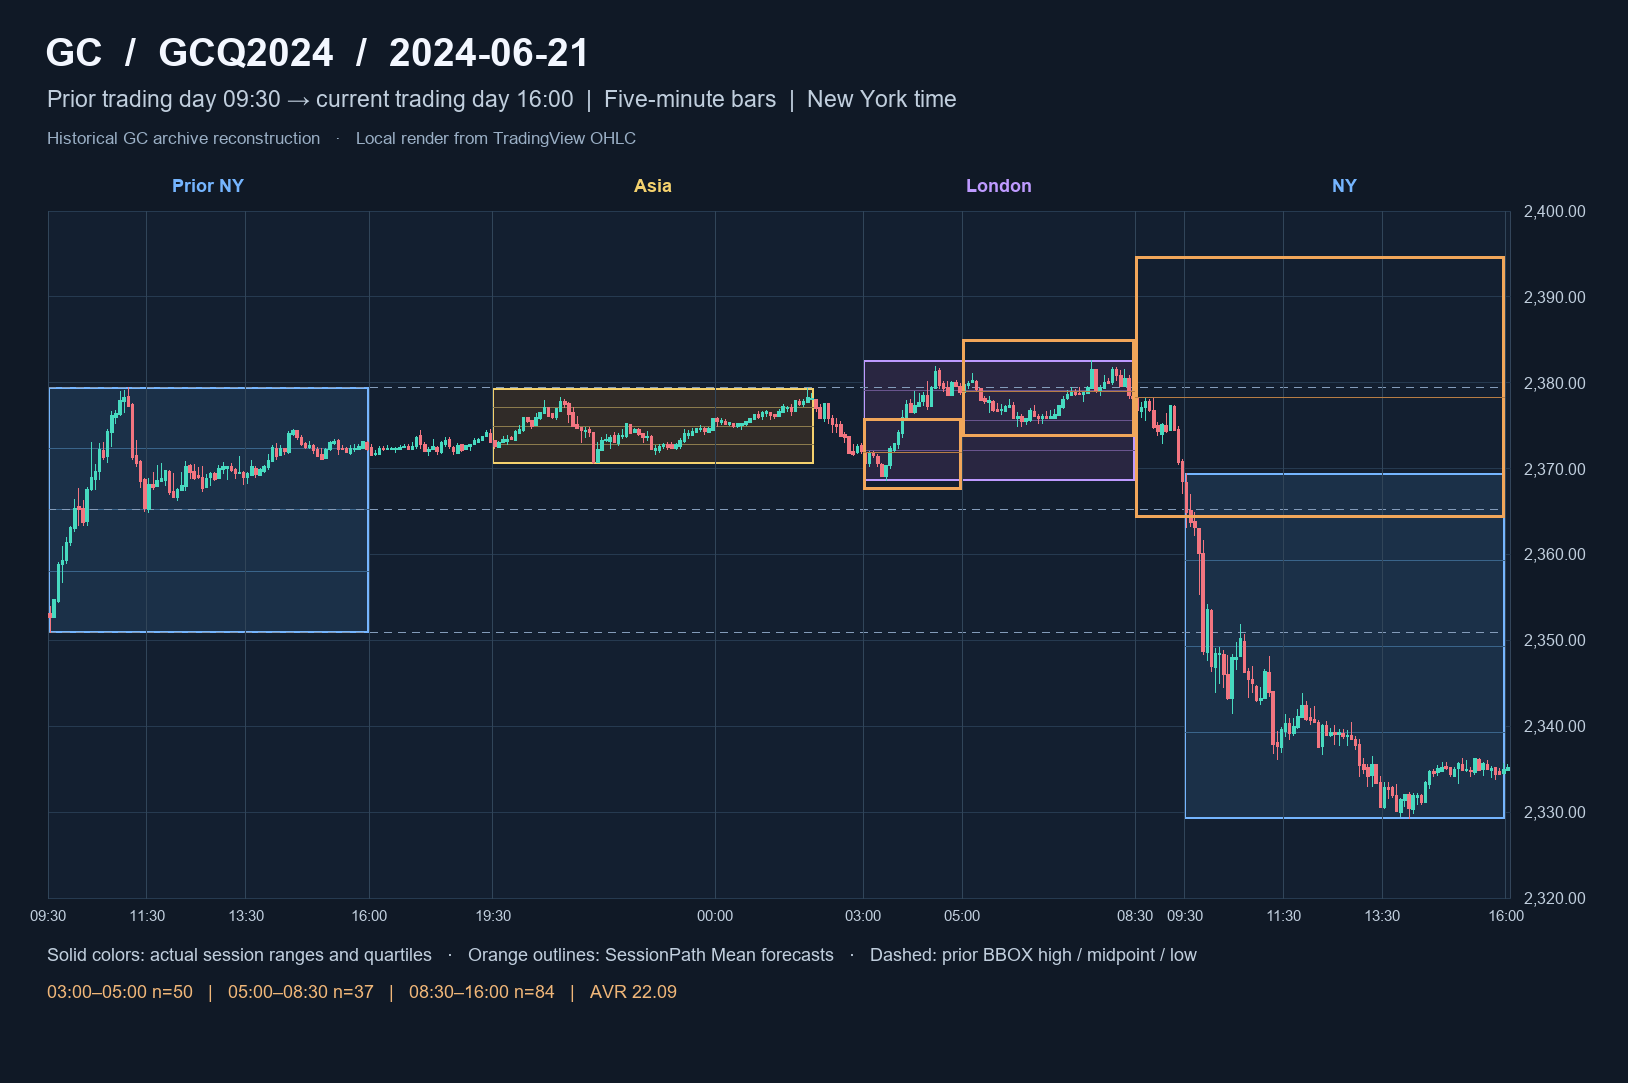 GC / GCQ2024 / 2024-06-21
Prior trading day 09:30 → current trading day 16:00 | Five-minute bars | New York time
Historical GC archive reconstruction · Local render from TradingView OHLC
Prior NY Asia London NY
2,400.00
2,390.00
2,380.00
2,370.00
2,360.00
2,350.00
2,340.00
2,330.00
2,320.00
09:30 11:30 13:30 16:00 19:30 00:00 03:00 05:00 08:30 09:30 11:30 13:30 16:00
Solid colors: actual session ranges and quartiles · Orange outlines: SessionPath Mean forecasts · Dashed: prior BBOX high / midpoint / low
03:00–05:00 n=50 | 05:00–08:30 n=37 | 08:30–16:00 n=84 | AVR 22.09